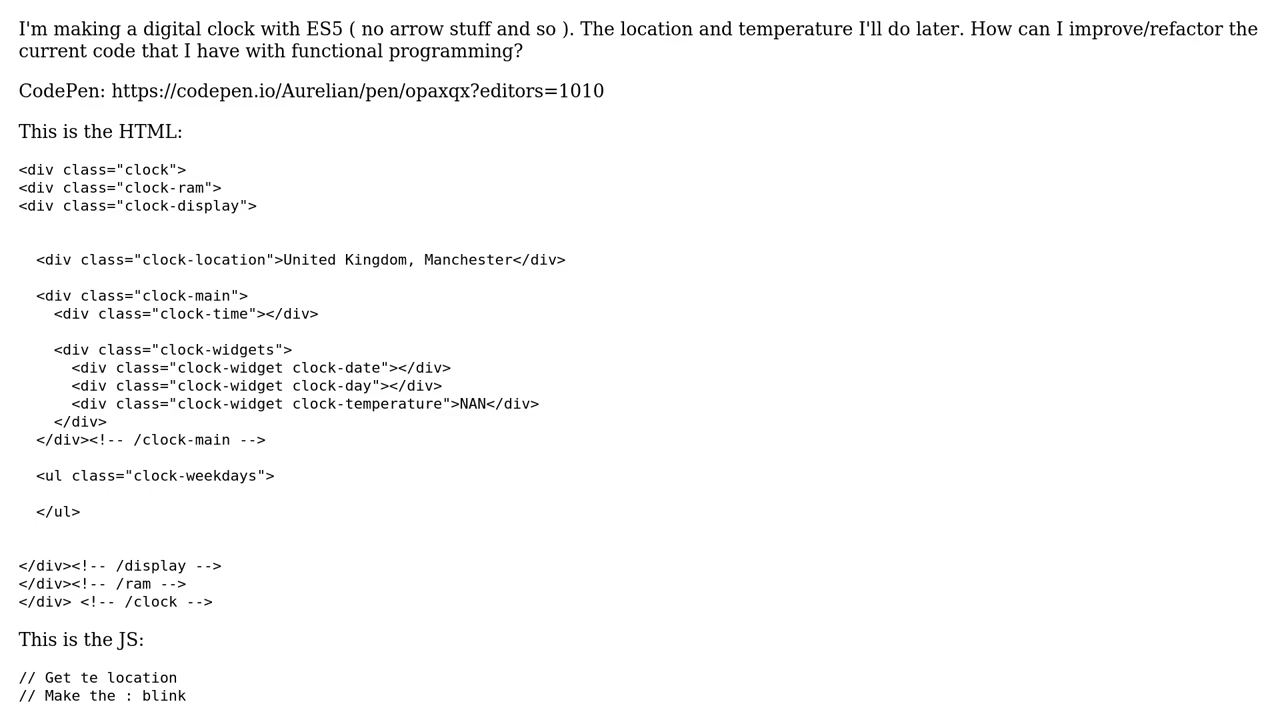 I'm making a digital clock with ES5 ( no arrow stuff and so ). The location and temperature I'll do later. How can I improve/refactor the
current code that I have with functional programming?
CodePen: https://codepen.io/Aurelian/pen/opaxqx?editors=1010
This is the HTML:
<div class="clock">
<div class="clock-ram">
<div class="clock-display">
<div class="clock-location">United Kingdom, Manchester</div>
<div class="clock-main">
<div class="clock-time"></div>
<div class="clock-widgets">
<div class="clock-widget clock-date"></div>
<div class="clock-widget clock-day"></div>
<div class="clock-widget clock-temperature">NAN</div>
</div>
</div><!-- /clock-main -->
<ul class="clock-weekdays">
</ul>
</div><!-- /display -->
</div><!-- /ram -->
</div> <!-- /clock -->
This is the JS:
// Get te location
// Make the : blink